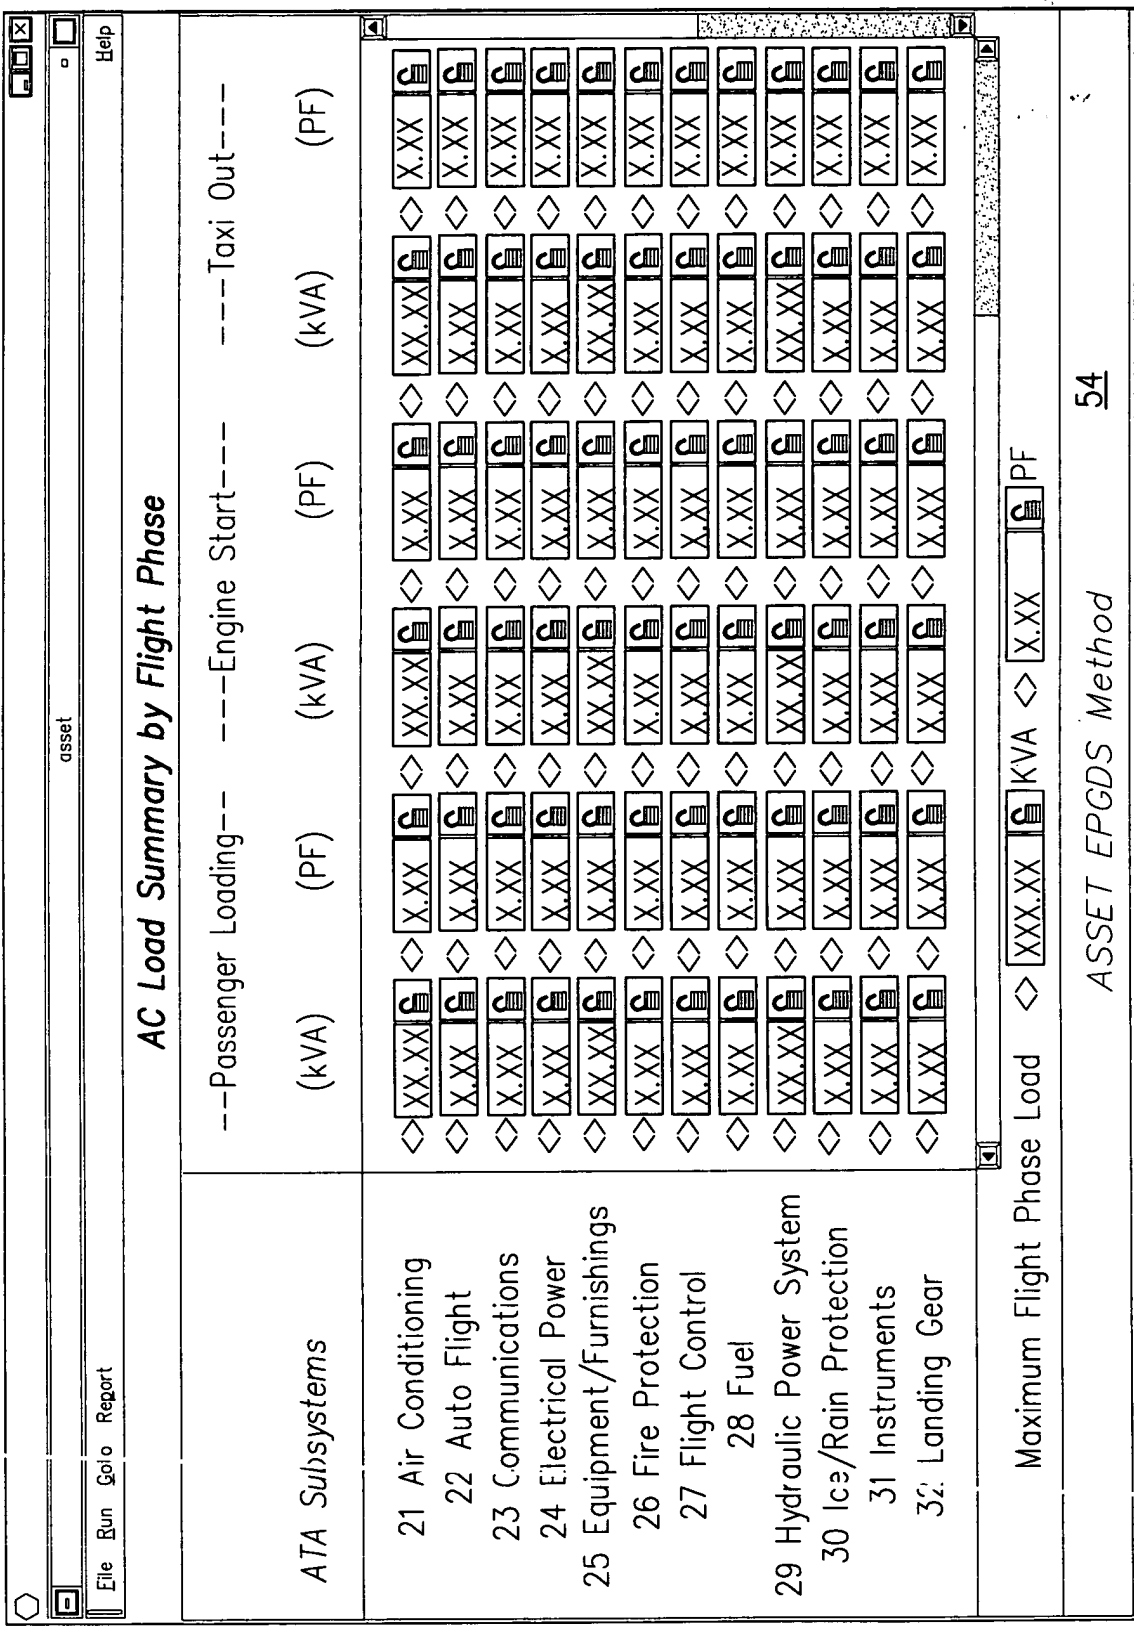 asset
File Run Goto Report Help
AC Load Summary by Flight Phase
ATA Subsystems --Passenger Loading-- ---Engine Start--- ---Taxi Out---
(kVA) (PF) (kVA) (PF) (kVA) (PF)
21 Air Conditioning <> XX.XX <> X.XX <> XX.XX <> X.XX <> XX.XX <> X.XX
22 Auto Flight <> X.XX <> X.XX <> X.XX <> X.XX <> X.XX <> X.XX
23 Communications <> X.XX <> X.XX <> X.XX <> X.XX <> X.XX <> X.XX
24 Electrical Power <> X.XX <> X.XX <> X.XX <> X.XX <> X.XX <> X.XX
25 Equipment/Furnishings <> XX.XX <> X.XX <> XX.XX <> X.XX <> XX.XX <> X.XX
26 Fire Protection <> X.XX <> X.XX <> X.XX <> X.XX <> X.XX <> X.XX
27 Flight Control <> X.XX <> X.XX <> X.XX <> X.XX <> X.XX <> X.XX
28 Fuel <> X.XX <> X.XX <> X.XX <> X.XX <> X.XX <> X.XX
29 Hydraulic Power System <> XX.XX <> X.XX <> XX.XX <> X.XX <> XX.XX <> X.XX
30 Ice/Rain Protection <> X.XX <> X.XX <> X.XX <> X.XX <> X.XX <> X.XX
31 Instruments <> X.XX <> X.XX <> X.XX <> X.XX <> X.XX <> X.XX
32 Landing Gear <> X.XX <> X.XX <> X.XX <> X.XX <> X.XX <> X.XX
Maximum Flight Phase Load <> XXX.XX KVA <> X.XX PF
ASSET EPGDS Method 54